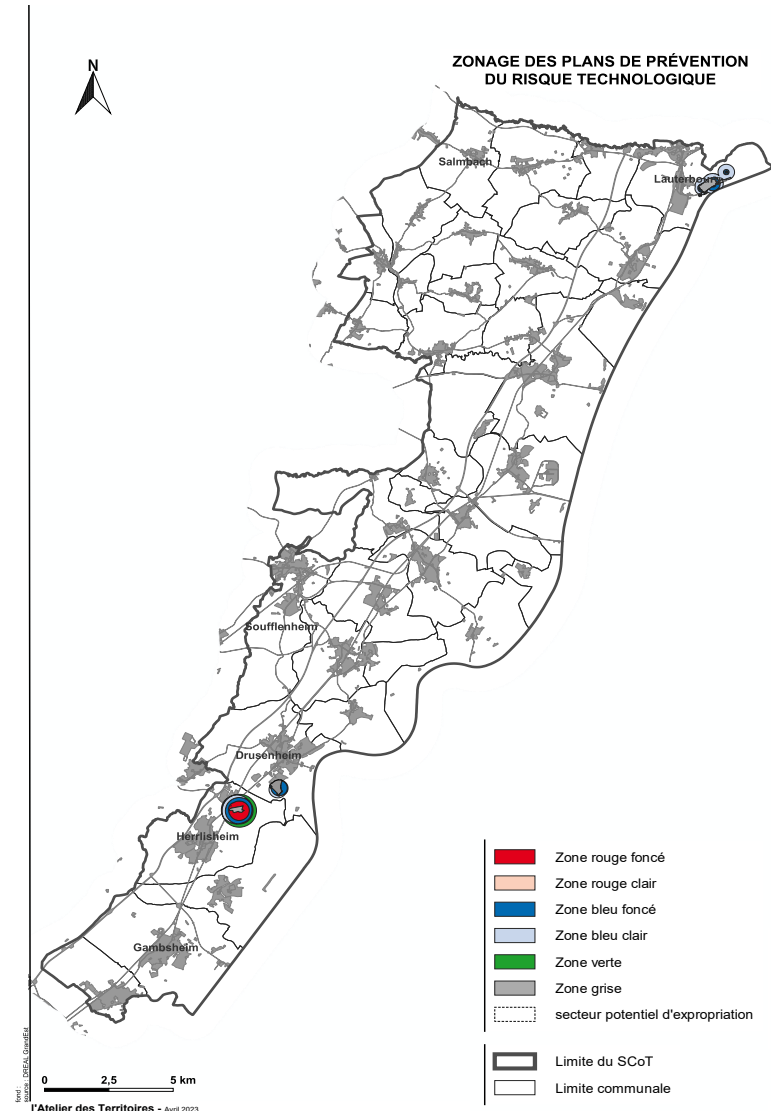 ZONAGE DES PLANS DE PRÉVENTION
DU RISQUE TECHNOLOGIQUE
N
Salmbach
Lauterbourg
Soufflenheim
Drusenheim
Herrlisheim
Gambsheim
Zone rouge foncé
Zone rouge clair
Zone bleu foncé
Zone bleu clair
Zone verte
Zone grise
secteur potentiel d'expropriation
Limite du SCoT
Limite communale
fond :
source : DREAL GrandEst
0 2,5 5 km
l'Atelier des Territoires - Avril 2023